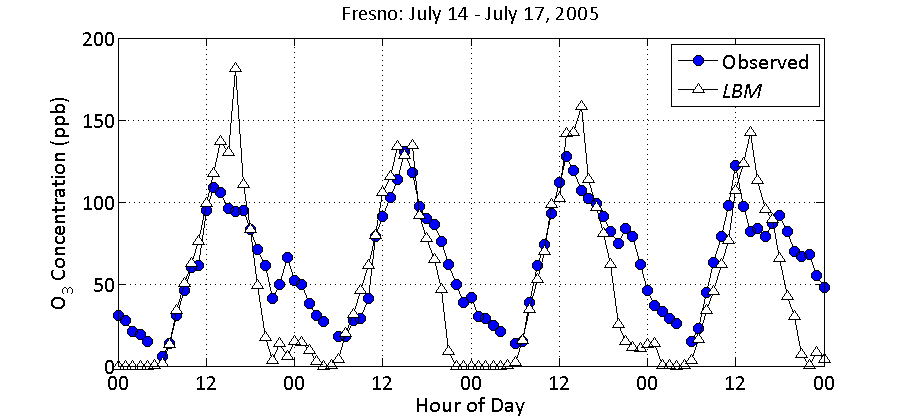 Fresno: July 14 - July 17, 2005
200
150
100
50
0
O3 Concentration (ppb)
Observed
LBM
00 12 00 12 00 12 00 12 00
Hour of Day